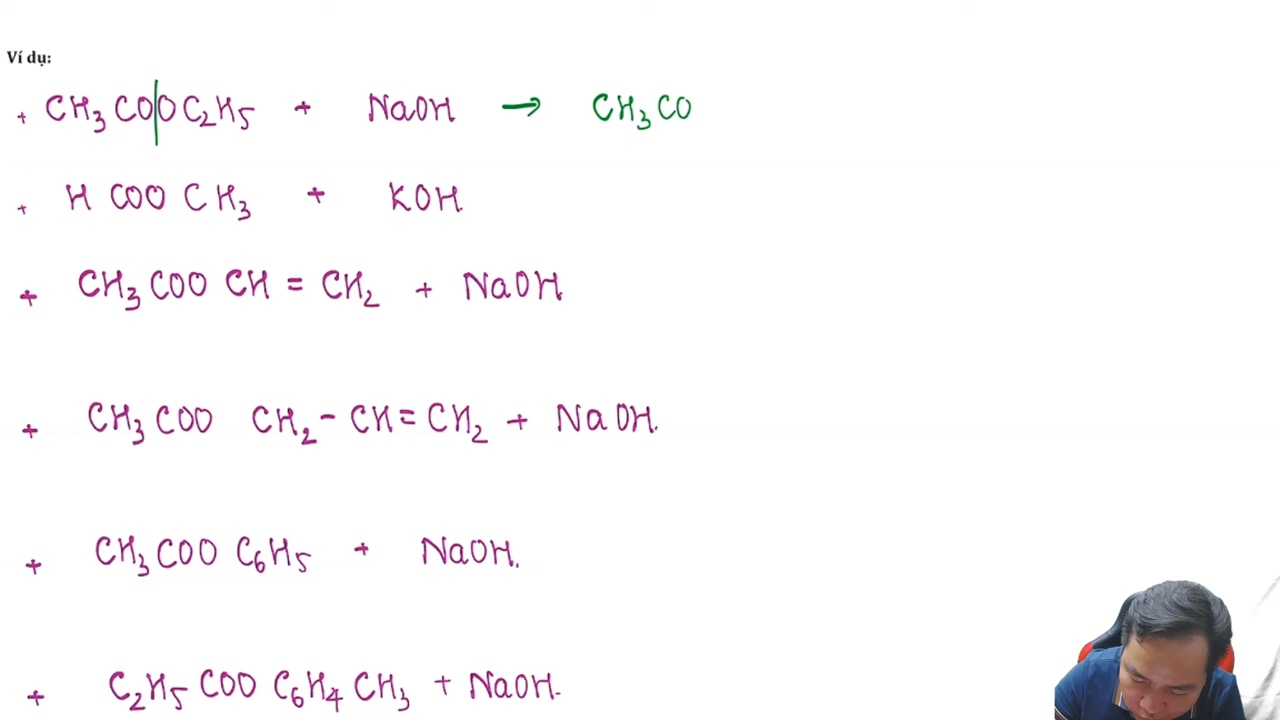 Ví dụ:
+ CH₃COOC₂H₅ + NaOH → CH₃CO
+ HCOOCH₃ + KOH
+ CH₃COOCH=CH₂ + NaOH
+ CH₃COO CH₂-CH=CH₂ + NaOH.
+ CH₃COOC₆H₅ + NaOH.
+ C₂H₅COOC₆H₄CH₃ + NaOH.